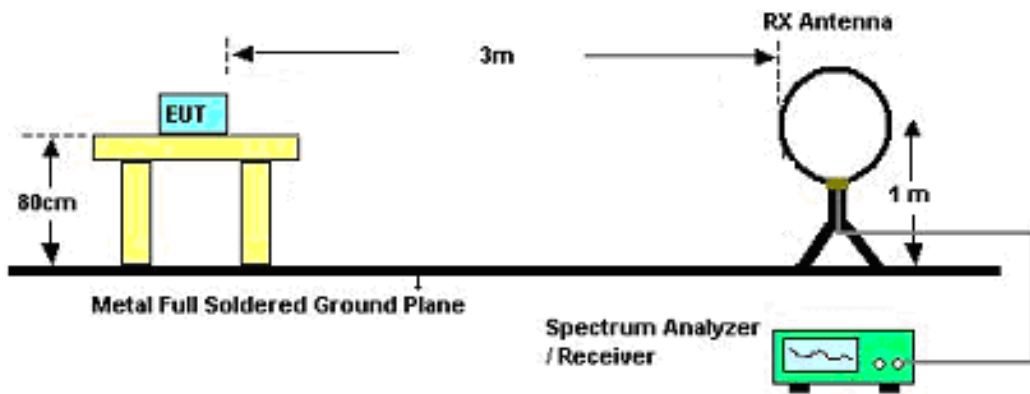 RX Antenna
3m
EUT
80cm
1 m
Metal Full Soldered Ground Plane
Spectrum Analyzer
/ Receiver